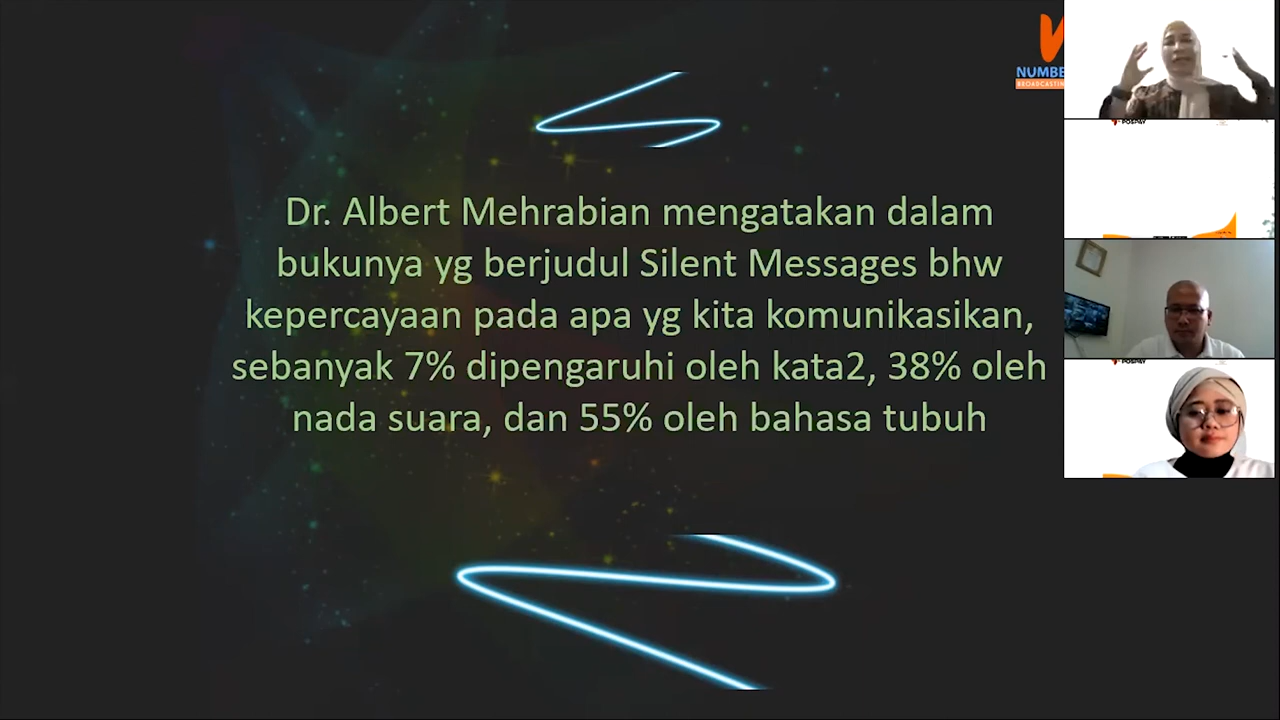 NUMBE
BROADCASTIN
Dr. Albert Mehrabian mengatakan dalam
bukunya yg berjudul Silent Messages bhw
kepercayaan pada apa yg kita komunikasikan,
sebanyak 7% dipengaruhi oleh kata2, 38% oleh
nada suara, dan 55% oleh bahasa tubuh
POSPAY
POSPAY